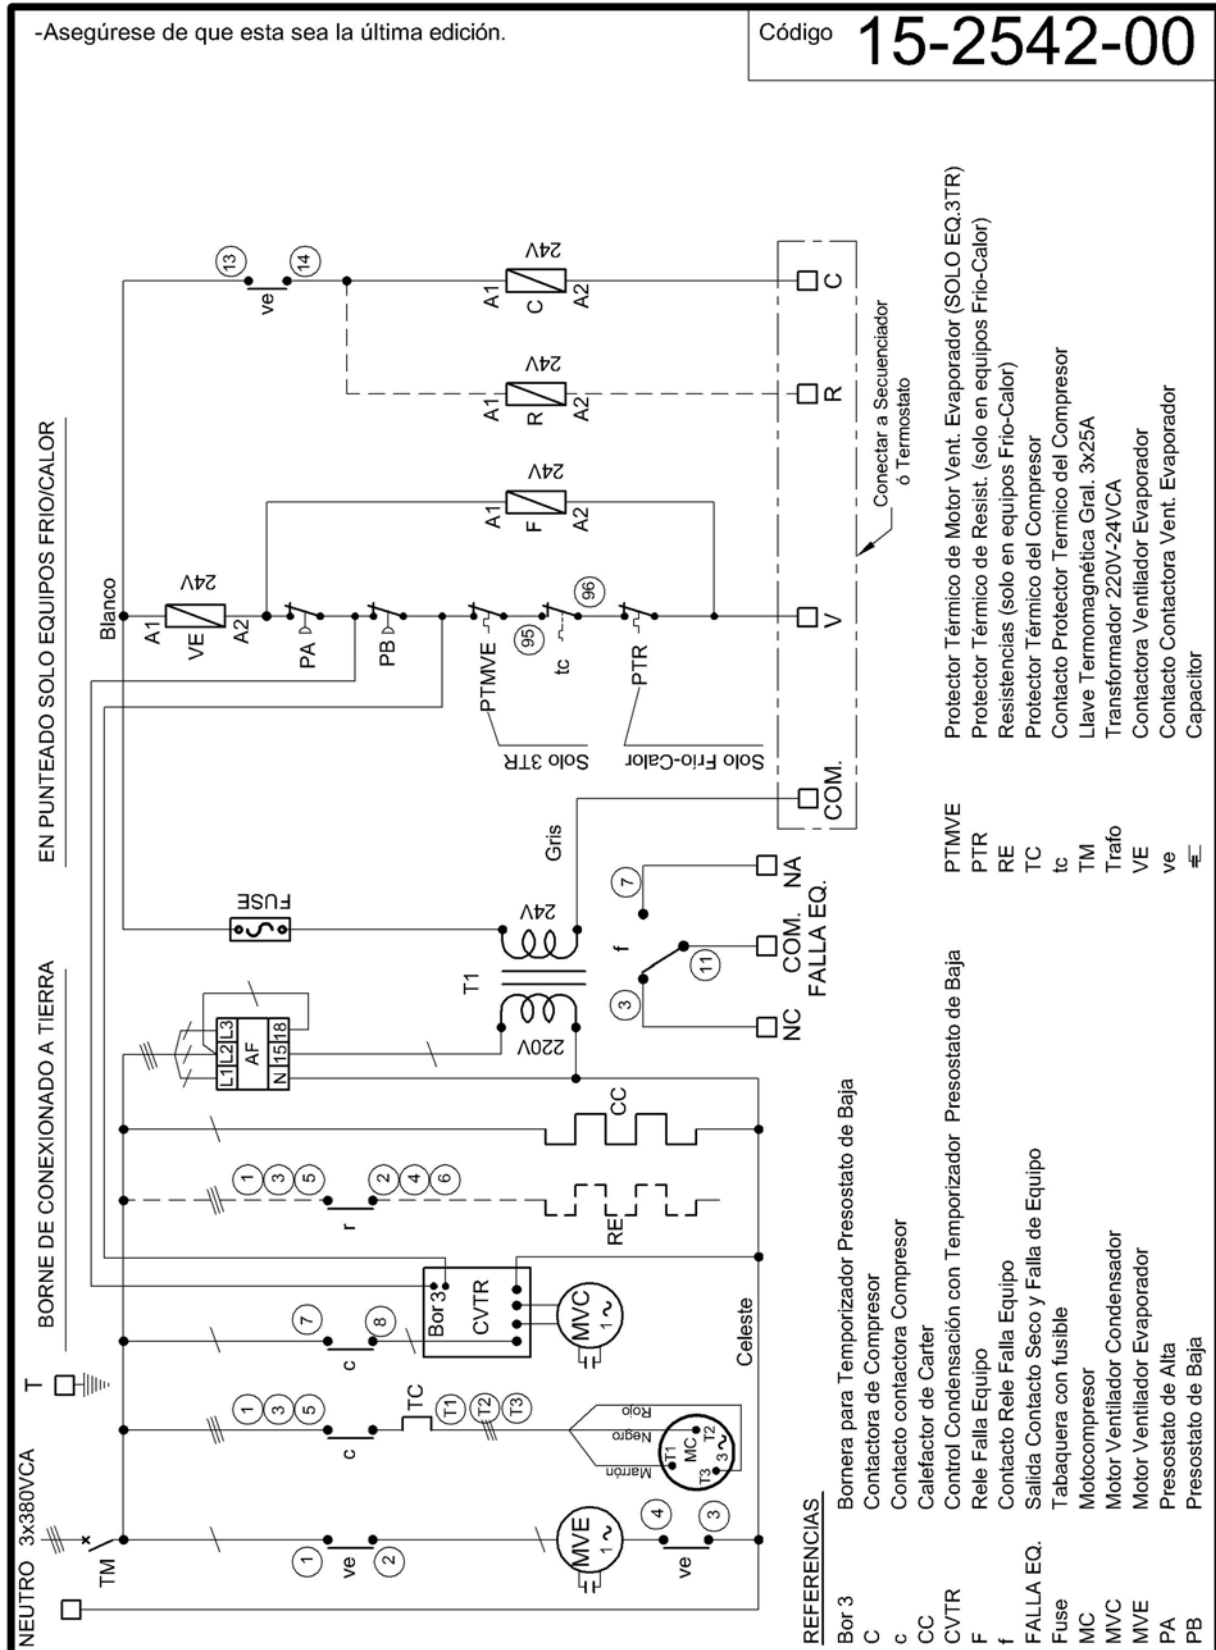 -Asegúrese de que esta sea la última edición.
Código
15-2542-00
NEUTRO
3x380VCA
T
BORNE DE CONEXIONADO A TIERRA
EN PUNTEADO SOLO EQUIPOS FRIO/CALOR
TM
1
ve
2
MVE
1 ~
4
ve
3
1
3
5
c
TC
T1
T2
T3
Marrón
Negro
Rojo
T1
MC
T2
T3
3 ~
7
c
8
Bor 3
CVTR
MVC
1 ~
Celeste
1
3
5
r
2
4
6
RE
CC
L1
L2
L3
AF
N
15
18
FUSE
T1
220V
24V
Gris
3
f
7
11
NC
COM.
NA
FALLA EQ.
Blanco
A1
VE
24V
A2
PA
PB
PTMVE
Solo 3TR
95
tc
96
PTR
Solo Frio-Calor
A1
F
24V
A2
A1
R
24V
A2
13
ve
14
A1
C
24V
A2
COM.
V
R
C
Conectar a Secuenciador
ó Termostato
REFERENCIAS
Bor 3 Bornera para Temporizador Presostato de Baja
C Contactora de Compresor
c Contacto contactora Compresor
CC Calefactor de Carter
CVTR Control Condensación con Temporizador Presostato de Baja
F Rele Falla Equipo
f Contacto Rele Falla Equipo
FALLA EQ. Salida Contacto Seco y Falla de Equipo
Fuse Tabaquera con fusible
MC Motocompresor
MVC Motor Ventilador Condensador
MVE Motor Ventilador Evaporador
PA Presostato de Alta
PB Presostato de Baja
PTMVE Protector Térmico de Motor Vent. Evaporador (SOLO EQ.3TR)
PTR Protector Térmico de Resist. (solo en equipos Frio-Calor)
RE Resistencias (solo en equipos Frio-Calor)
TC Protector Térmico del Compresor
tc Contacto Protector Termico del Compresor
TM Llave Termomagnética Gral. 3x25A
Trafo Transformador 220V-24VCA
VE Contactora Ventilador Evaporador
ve Contacto Contactora Vent. Evaporador
Capacitor